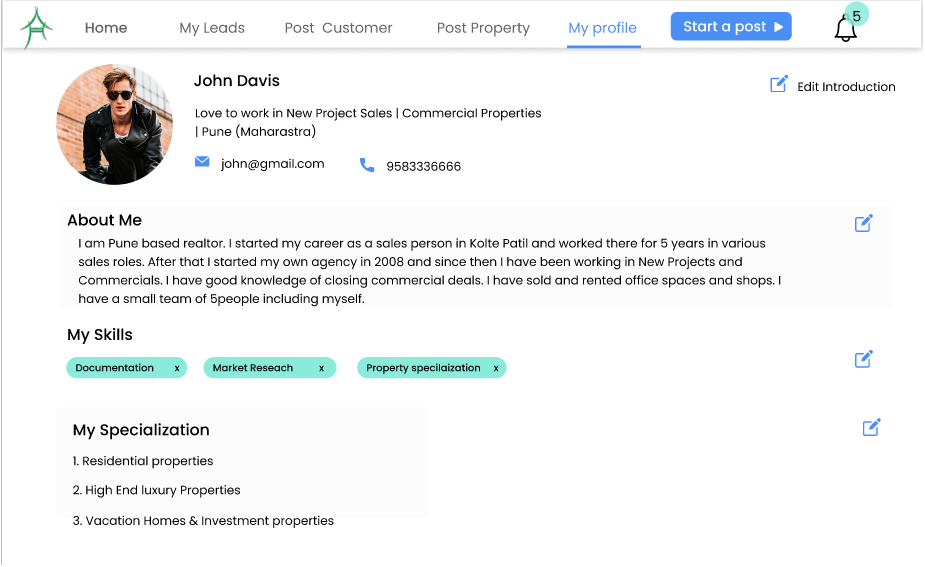 Home My Leads Post Customer Post Property My profile Start a post 5
John Davis
Edit Introduction
Love to work in New Project Sales | Commercial Properties
| Pune (Maharastra)
john@gmail.com 9583336666
About Me
I am Pune based realtor. I started my career as a sales person in Kolte Patil and worked there for 5 years in various
sales roles. After that I started my own agency in 2008 and since then I have been working in New Projects and
Commercials. I have good knowledge of closing commercial deals. I have sold and rented office spaces and shops. I
have a small team of 5people including myself.
My Skills
Documentation x Market Reseach x Property specilaization x
My Specialization
1. Residential properties
2. High End luxury Properties
3. Vacation Homes & Investment properties